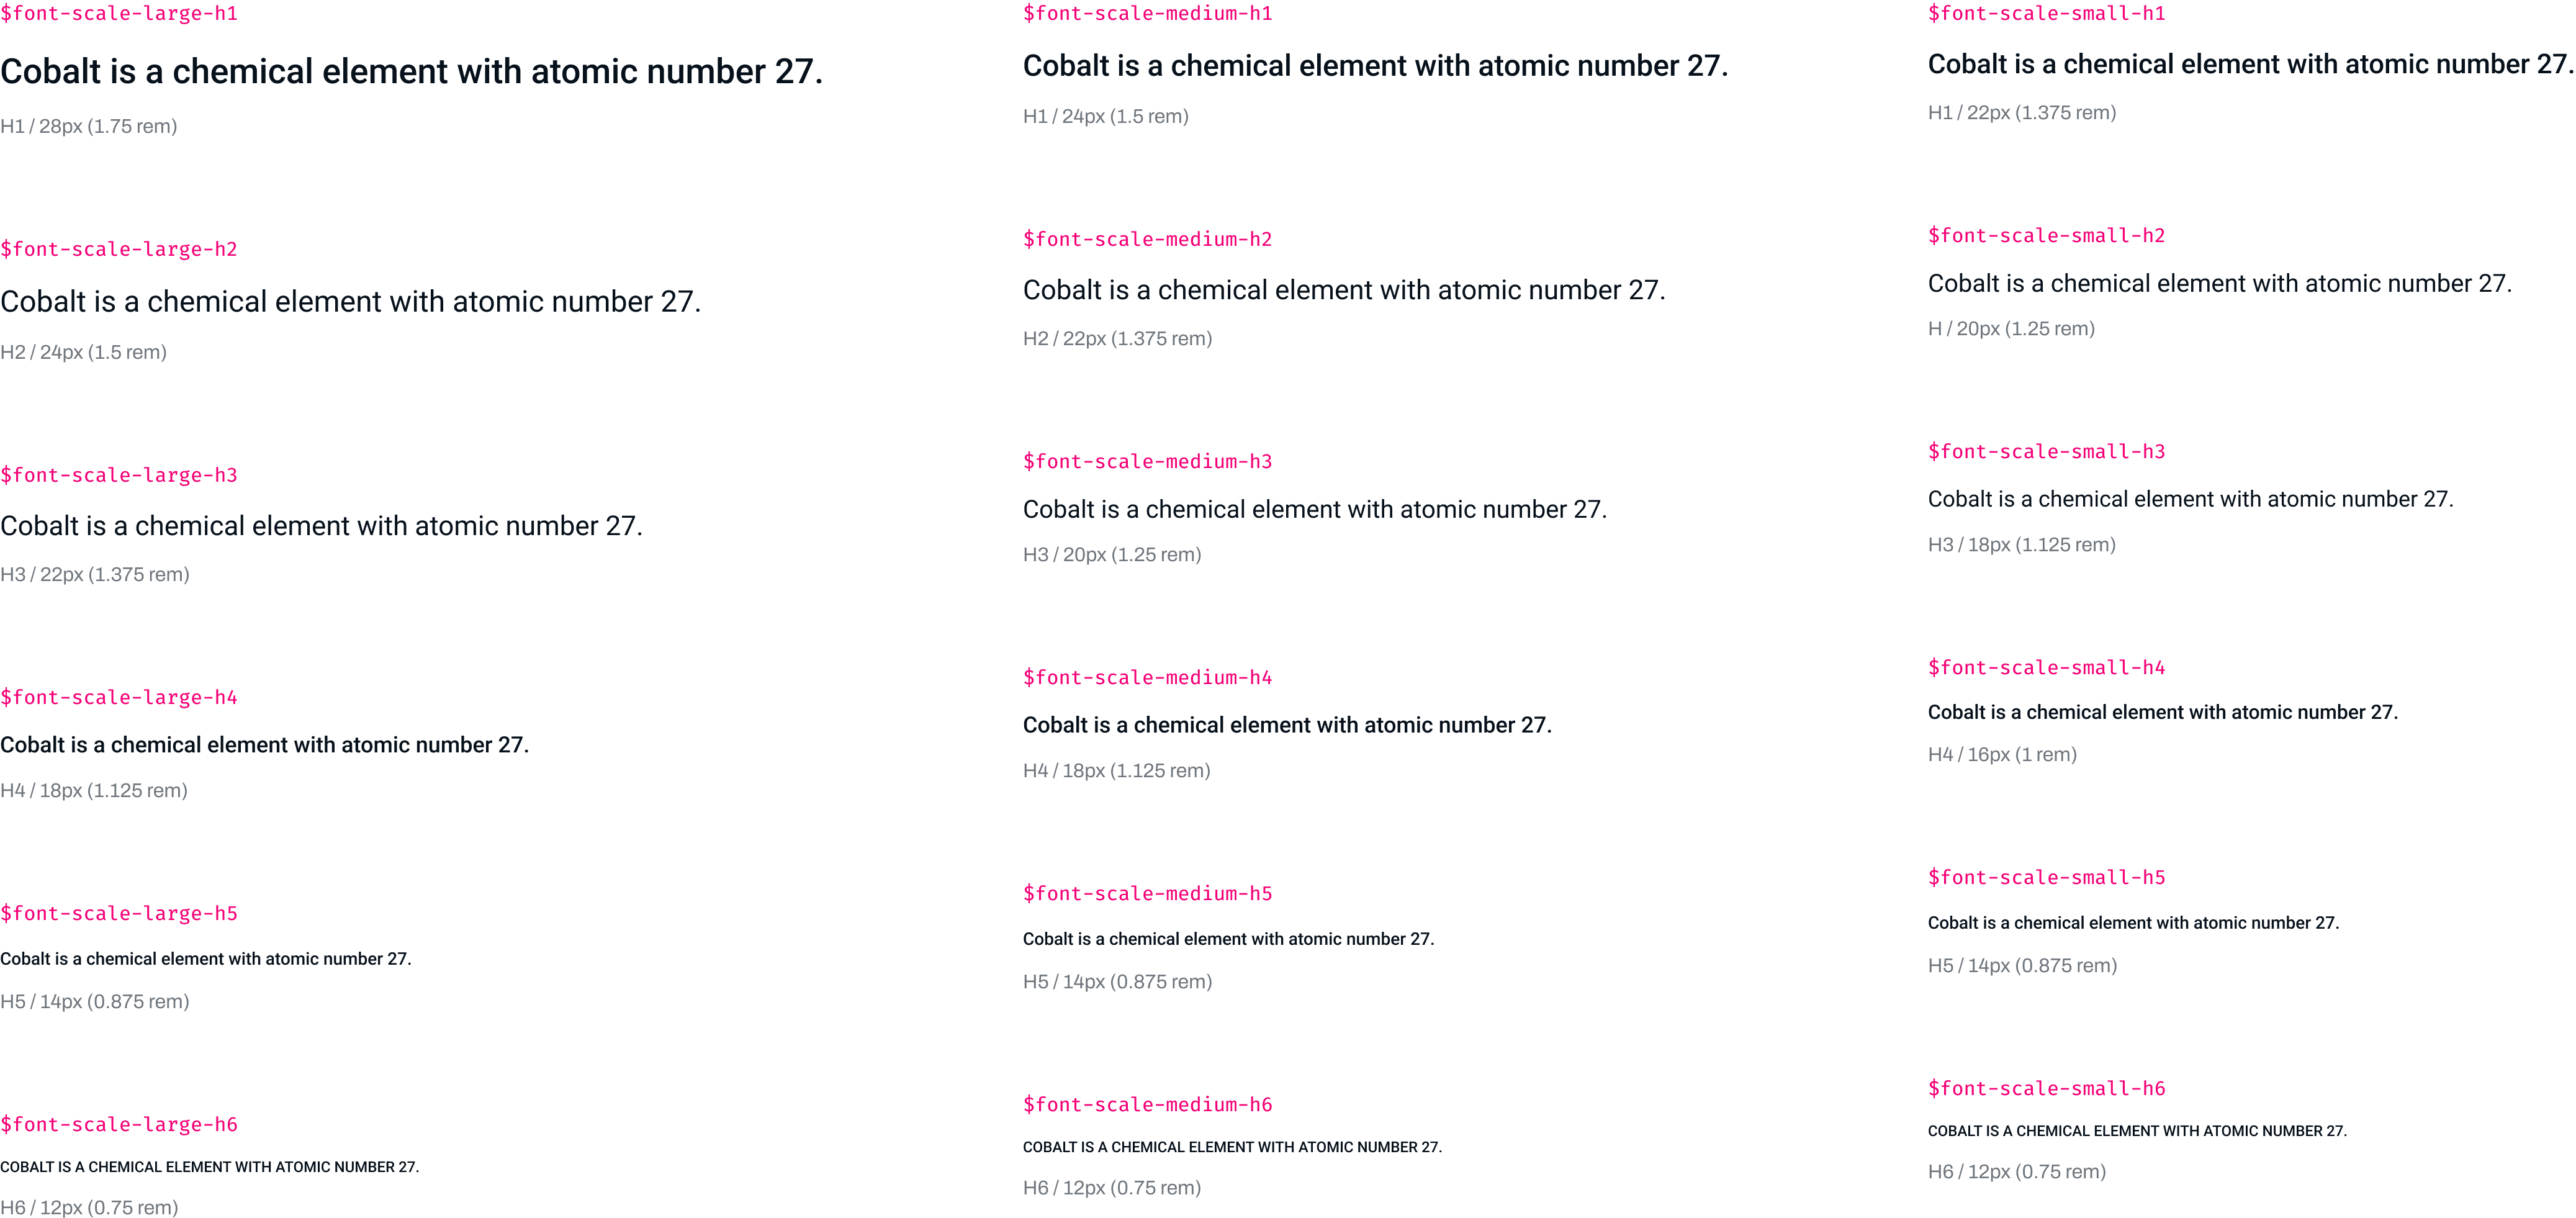 $font-scale-large-h1
Cobalt is a chemical element with atomic number 27.
H1 / 28px (1.75 rem)
$font-scale-large-h2
Cobalt is a chemical element with atomic number 27.
H2 / 24px (1.5 rem)
$font-scale-large-h3
Cobalt is a chemical element with atomic number 27.
H3 / 22px (1.375 rem)
$font-scale-large-h4
Cobalt is a chemical element with atomic number 27.
H4 / 18px (1.125 rem)
$font-scale-large-h5
Cobalt is a chemical element with atomic number 27.
H5 / 14px (0.875 rem)
$font-scale-large-h6
COBALT IS A CHEMICAL ELEMENT WITH ATOMIC NUMBER 27.
H6 / 12px (0.75 rem)
$font-scale-medium-h1
Cobalt is a chemical element with atomic number 27.
H1 / 24px (1.5 rem)
$font-scale-medium-h2
Cobalt is a chemical element with atomic number 27.
H2 / 22px (1.375 rem)
$font-scale-medium-h3
Cobalt is a chemical element with atomic number 27.
H3 / 20px (1.25 rem)
$font-scale-medium-h4
Cobalt is a chemical element with atomic number 27.
H4 / 18px (1.125 rem)
$font-scale-medium-h5
Cobalt is a chemical element with atomic number 27.
H5 / 14px (0.875 rem)
$font-scale-medium-h6
COBALT IS A CHEMICAL ELEMENT WITH ATOMIC NUMBER 27.
H6 / 12px (0.75 rem)
$font-scale-small-h1
Cobalt is a chemical element with atomic number 27.
H1 / 22px (1.375 rem)
$font-scale-small-h2
Cobalt is a chemical element with atomic number 27.
H / 20px (1.25 rem)
$font-scale-small-h3
Cobalt is a chemical element with atomic number 27.
H3 / 18px (1.125 rem)
$font-scale-small-h4
Cobalt is a chemical element with atomic number 27.
H4 / 16px (1 rem)
$font-scale-small-h5
Cobalt is a chemical element with atomic number 27.
H5 / 14px (0.875 rem)
$font-scale-small-h6
COBALT IS A CHEMICAL ELEMENT WITH ATOMIC NUMBER 27.
H6 / 12px (0.75 rem)